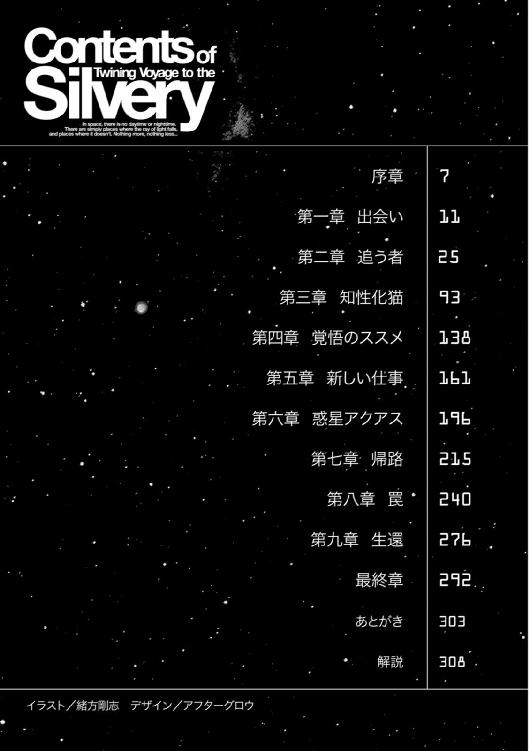 Contents of
Twining Voyage to the
Silvery
In space, there is no daytime or nighttime.
There are simply places where the ray of light falls,
and places where it doesn't. Nothing more, nothing less...
序章 7
第一章 出会い 11
第二章 追う者 25
第三章 知性化猫 93
第四章 覚悟のススメ 138
第五章 新しい仕事 161
第六章 惑星アクアス 196
第七章 帰路 215
第八章 罠 240
第九章 生還 276
最終章 292
あとがき 303
解説 308
イラスト／緒方剛志 デザイン／アフターグロウ